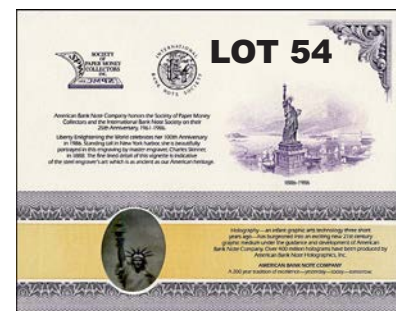 LOT 54
SOCIETY
OF
PAPER MONEY
COLLECTORS
INC.
INTERNATIONAL
BANK NOTE SOCIETY
American Bank Note Company honors the Society of Paper Money
Collectors and the International Bank Note Society on their
25th Anniversary, 1961-1986.
Liberty Enlightening the World celebrates her 100th Anniversary
in 1986. Standing tall in New York harbor, she is beautifully
portrayed in this engraving by master engraver, Charles Skinner,
in 1888. The fine lined detail of this vignette is indicative
of the steel engraver's art which is as ancient as our American heritage.
1886-1986
Holography—an infant graphic arts technology three short
years ago—has burgeoned into an exciting new 21st century
graphic medium under the guidance and development of American
Bank Note Company. Over 400 million holograms have been produced by
American Bank Note Holographics, Inc.
AMERICAN BANK NOTE COMPANY
A 200 year tradition of excellence—yesterday—today—tomorrow.